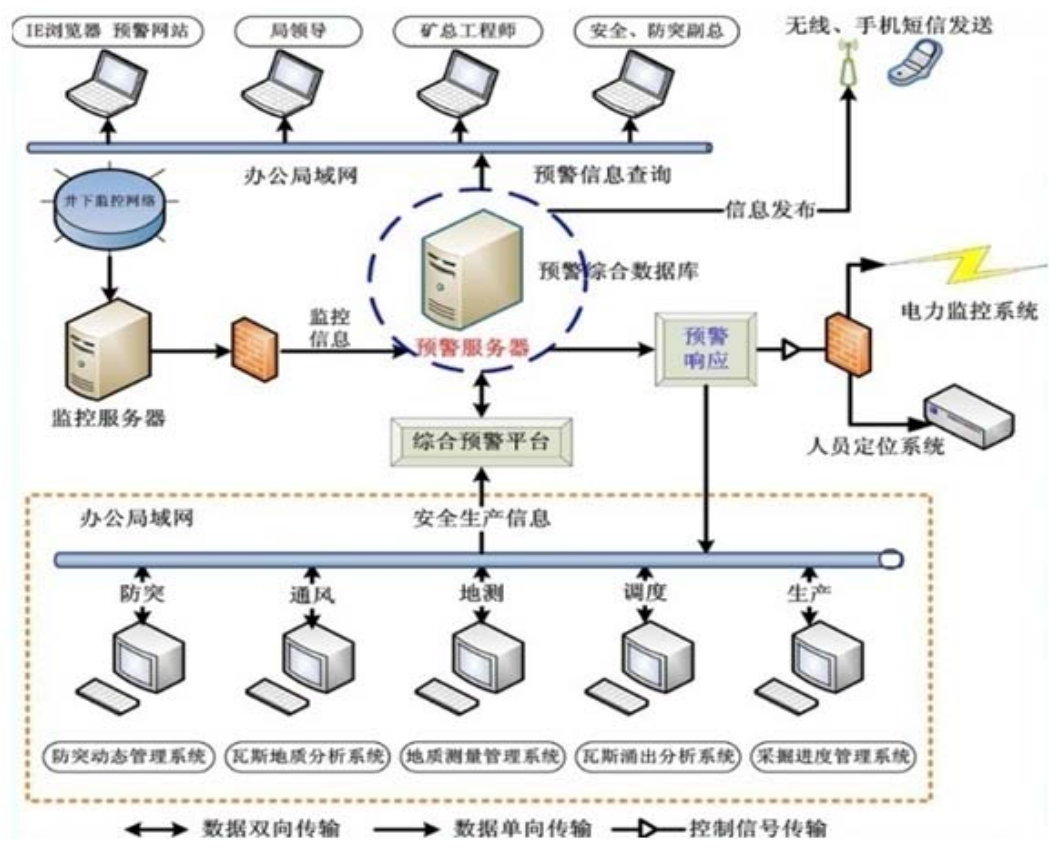 IE浏览器 预警网站
局领导
矿总工程师
安全、防突副总
无线、手机短信发送
办公局域网
预警信息查询
井下监控网络
信息发布
预警综合数据库
电力监控系统
监控
信息
预警服务器
预警
响应
监控服务器
综合预警平台
人员定位系统
办公局域网
安全生产信息
防突
通风
地测
调度
生产
防突动态管理系统
瓦斯地质分析系统
地质测量管理系统
瓦斯涌出分析系统
采掘进度管理系统
数据双向传输
数据单向传输
控制信号传输